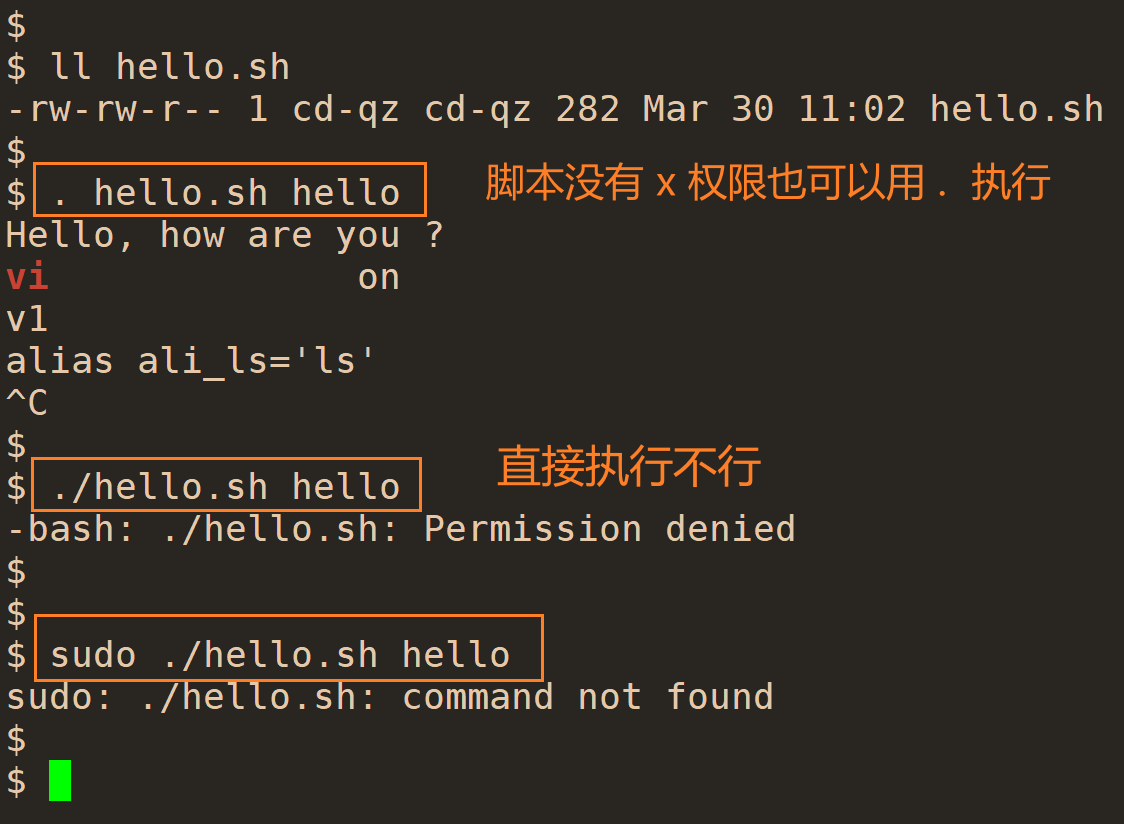 $
$ ll hello.sh
-rw-rw-r-- 1 cd-qz cd-qz 282 Mar 30 11:02 hello.sh
$
$ . hello.sh hello 脚本没有 x 权限也可以用 . 执行
Hello, how are you ?
vi              on
v1
alias ali_ls='ls'
^C
$
$ ./hello.sh hello 直接执行不行
-bash: ./hello.sh: Permission denied
$
$
$ sudo ./hello.sh hello
sudo: ./hello.sh: command not found
$
$